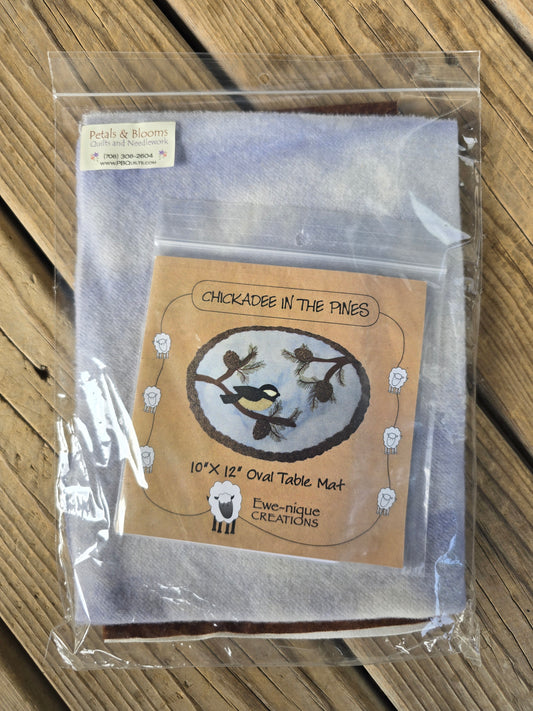 Petals & Blooms
Quilts and Needlework
(708) 308-2604
www.PBQuilts.com
CHICKADEE IN THE PINES
10"X 12" Oval Table Mat
Ewe-nique
CREATIONS